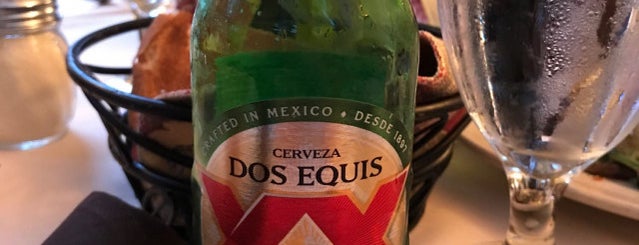 CRAFTED IN MEXICO • DESDE 1897
CERVEZA
DOS EQUIS
XX